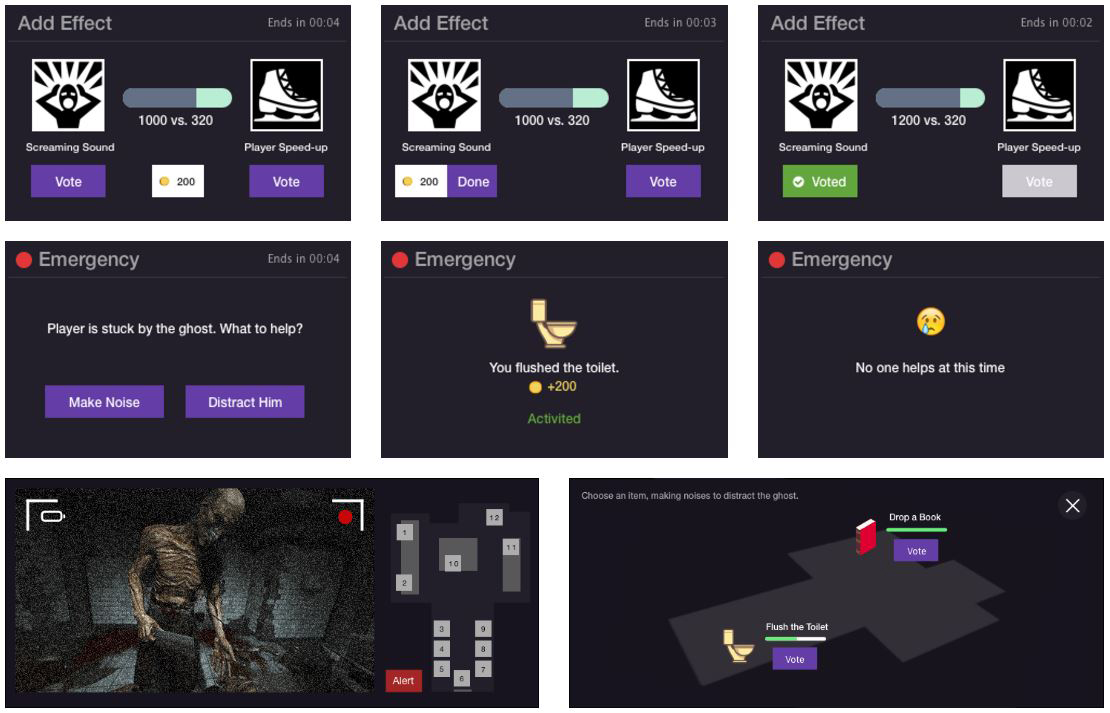 Add Effect
Ends in 00:04
1000 vs. 320
Screaming Sound
Player Speed-up
Vote
200
Vote
Add Effect
Ends in 00:03
1000 vs. 320
Screaming Sound
Player Speed-up
200
Done
Vote
Add Effect
Ends in 00:02
1200 vs. 320
Screaming Sound
Player Speed-up
Voted
Vote
Emergency
Ends in 00:04
Player is stuck by the ghost. What to help?
Make Noise
Distract Him
Emergency
You flushed the toilet.
+200
Activited
Emergency
No one helps at this time
12
1
11
10
2
3
9
4
8
5
7
6
Alert
Choose an item, making noises to distract the ghost.
Drop a Book
Vote
Flush the Toilet
Vote